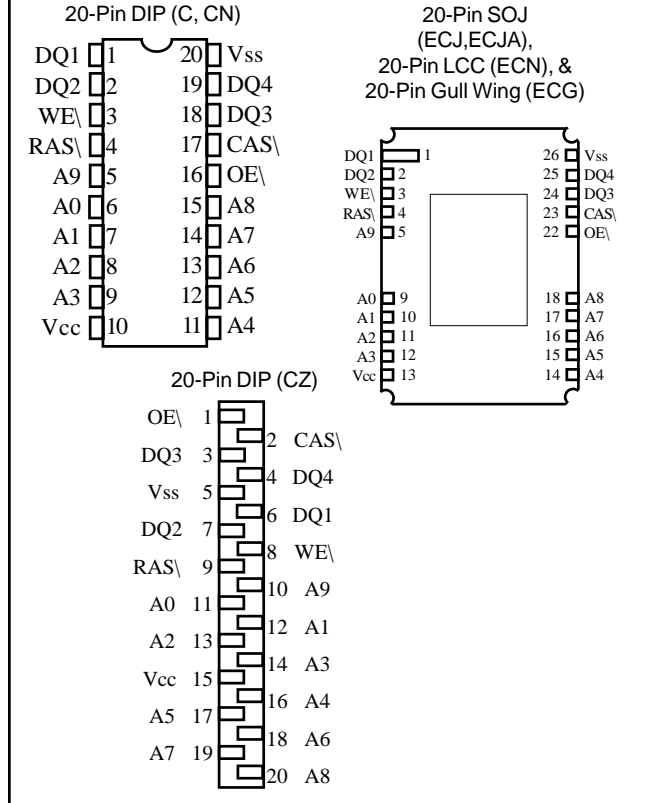 20-Pin DIP (C, CN)
DQ1 1 20 Vss
DQ2 2 19 DQ4
WE\ 3 18 DQ3
RAS\ 4 17 CAS\
A9 5 16 OE\
A0 6 15 A8
A1 7 14 A7
A2 8 13 A6
A3 9 12 A5
Vcc 10 11 A4
20-Pin SOJ
(ECJ,ECJA),
20-Pin LCC (ECN), &
20-Pin Gull Wing (ECG)
DQ1 1 26 Vss
DQ2 2 25 DQ4
WE\ 3 24 DQ3
RAS\ 4 23 CAS\
A9 5 22 OE\
A0 9 18 A8
A1 10 17 A7
A2 11 16 A6
A3 12 15 A5
Vcc 13 14 A4
20-Pin DIP (CZ)
OE\ 1
2 CAS\
DQ3 3
4 DQ4
Vss 5
6 DQ1
DQ2 7
8 WE\
RAS\ 9
10 A9
A0 11
12 A1
A2 13
14 A3
Vcc 15
16 A4
A5 17
18 A6
A7 19
20 A8